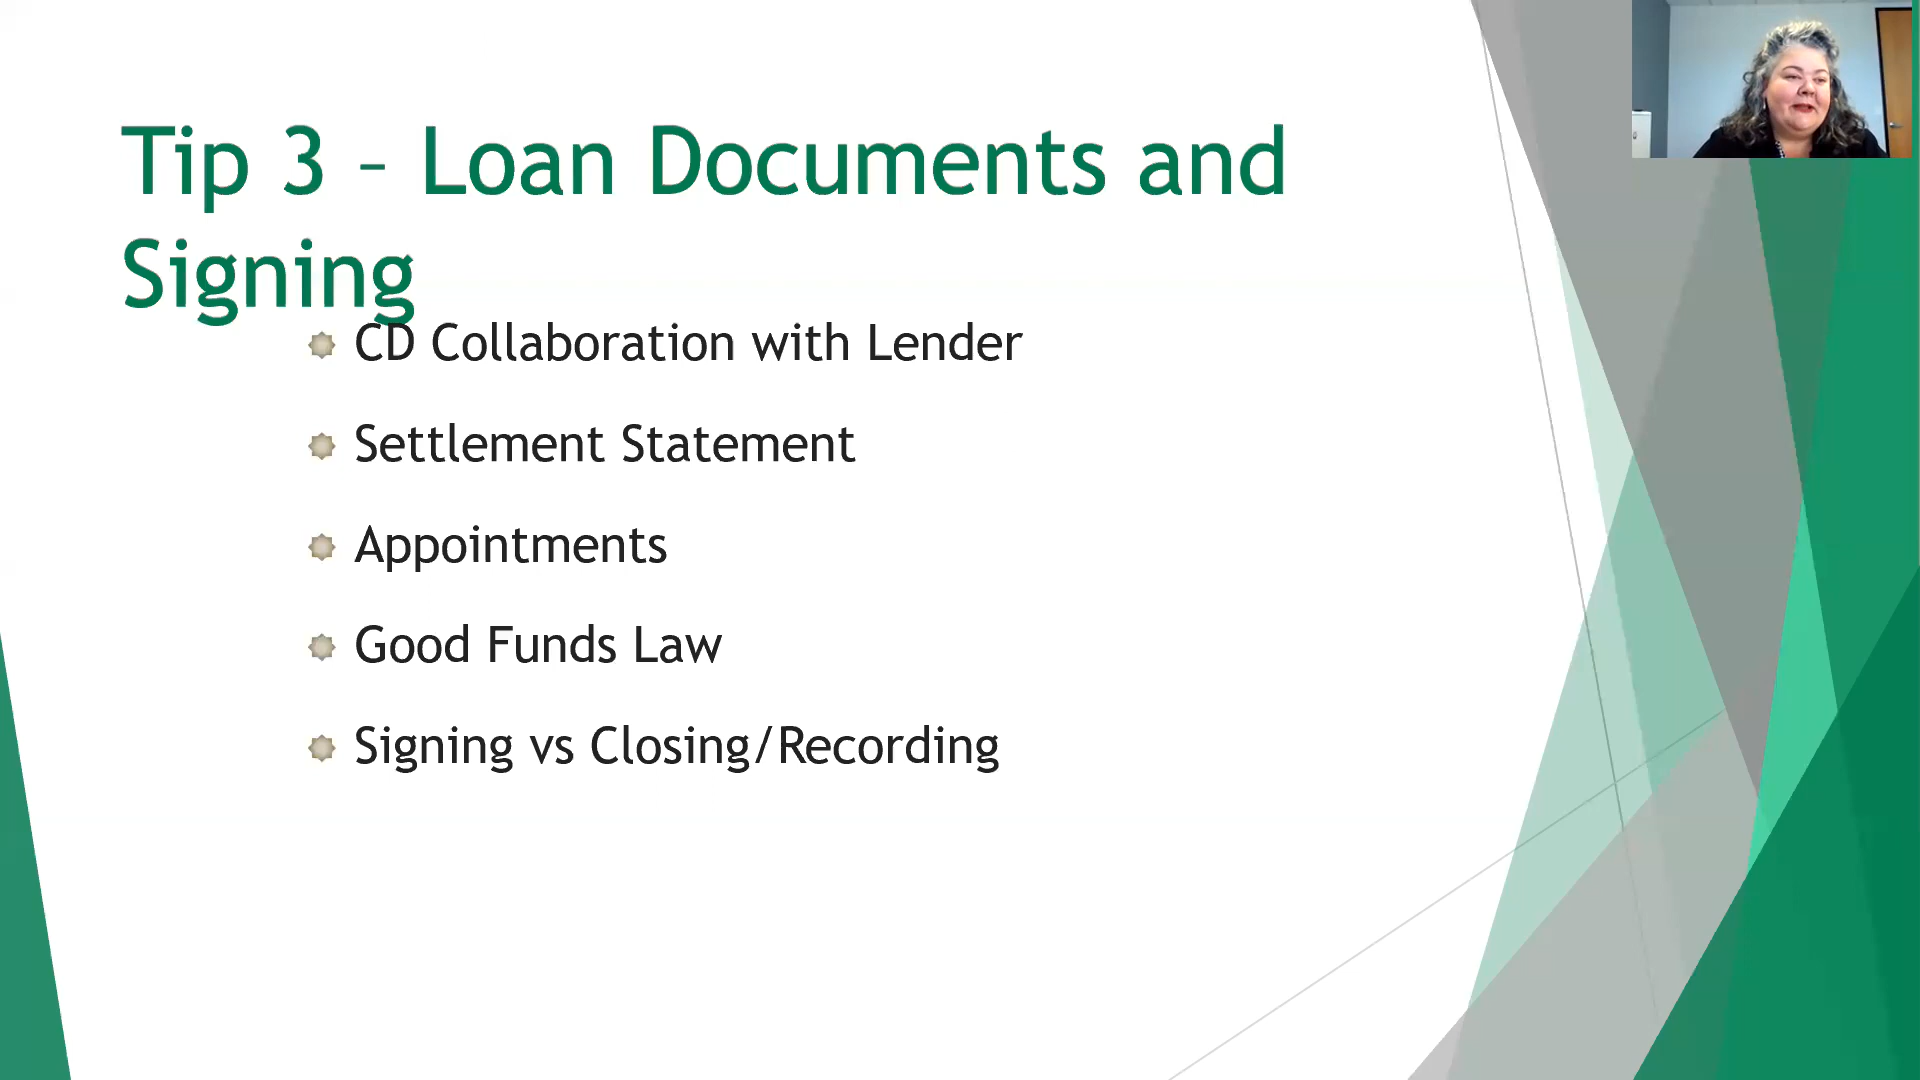 Tip 3 – Loan Documents and
Signing
CD Collaboration with Lender
Settlement Statement
Appointments
Good Funds Law
Signing vs Closing/Recording